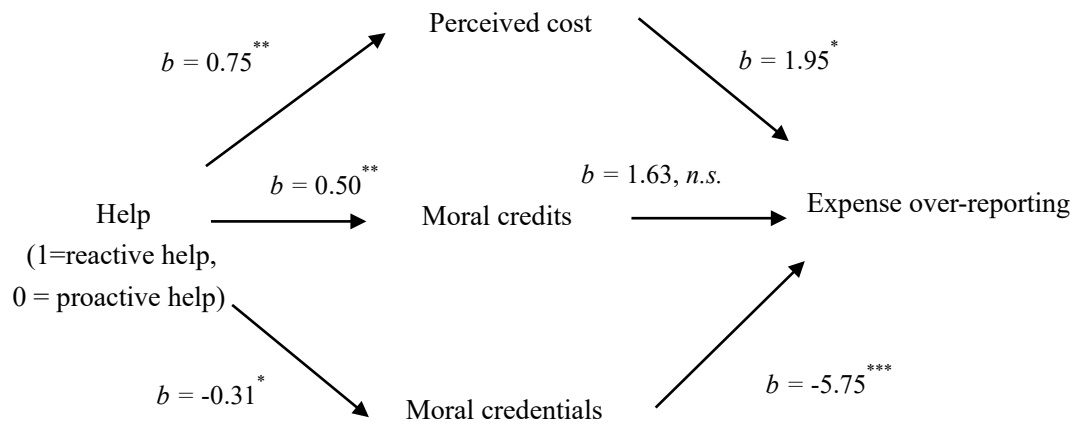 Perceived cost
b = 0.75**
b = 1.95*
b = 0.50**
b = 1.63, n.s.
Help
(1=reactive help,
0 = proactive help)
Moral credits
Expense over-reporting
b = -0.31*
b = -5.75***
Moral credentials